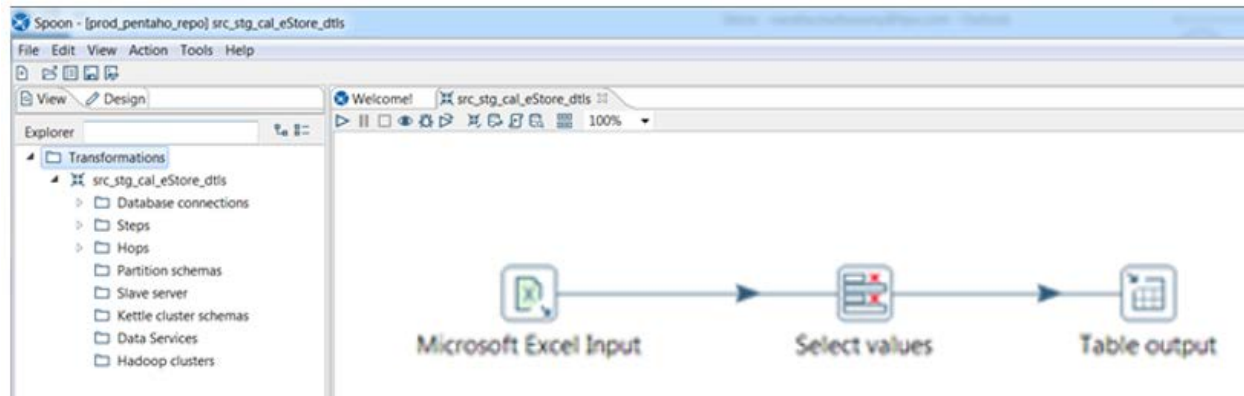 Spoon - [prod_pentaho_repo] src_stg_cal_eStore_dtls
File Edit View Action Tools Help
View Design
Welcome! src_stg_cal_eStore_dtls
Explorer
100%
Transformations
src_stg_cal_eStore_dtls
Database connections
Steps
Hops
Partition schemas
Slave server
Kettle cluster schemas
Data Services
Hadoop clusters
Microsoft Excel Input Select values Table output